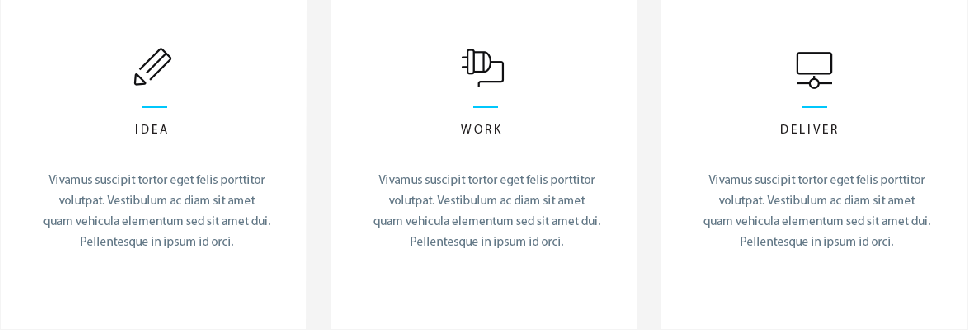 IDEA
Vivamus suscipit tortor eget felis porttitor
volutpat. Vestibulum ac diam sit amet
quam vehicula elementum sed sit amet dui.
Pellentesque in ipsum id orci.
WORK
Vivamus suscipit tortor eget felis porttitor
volutpat. Vestibulum ac diam sit amet
quam vehicula elementum sed sit amet dui.
Pellentesque in ipsum id orci.
DELIVER
Vivamus suscipit tortor eget felis porttitor
volutpat. Vestibulum ac diam sit amet
quam vehicula elementum sed sit amet dui.
Pellentesque in ipsum id orci.